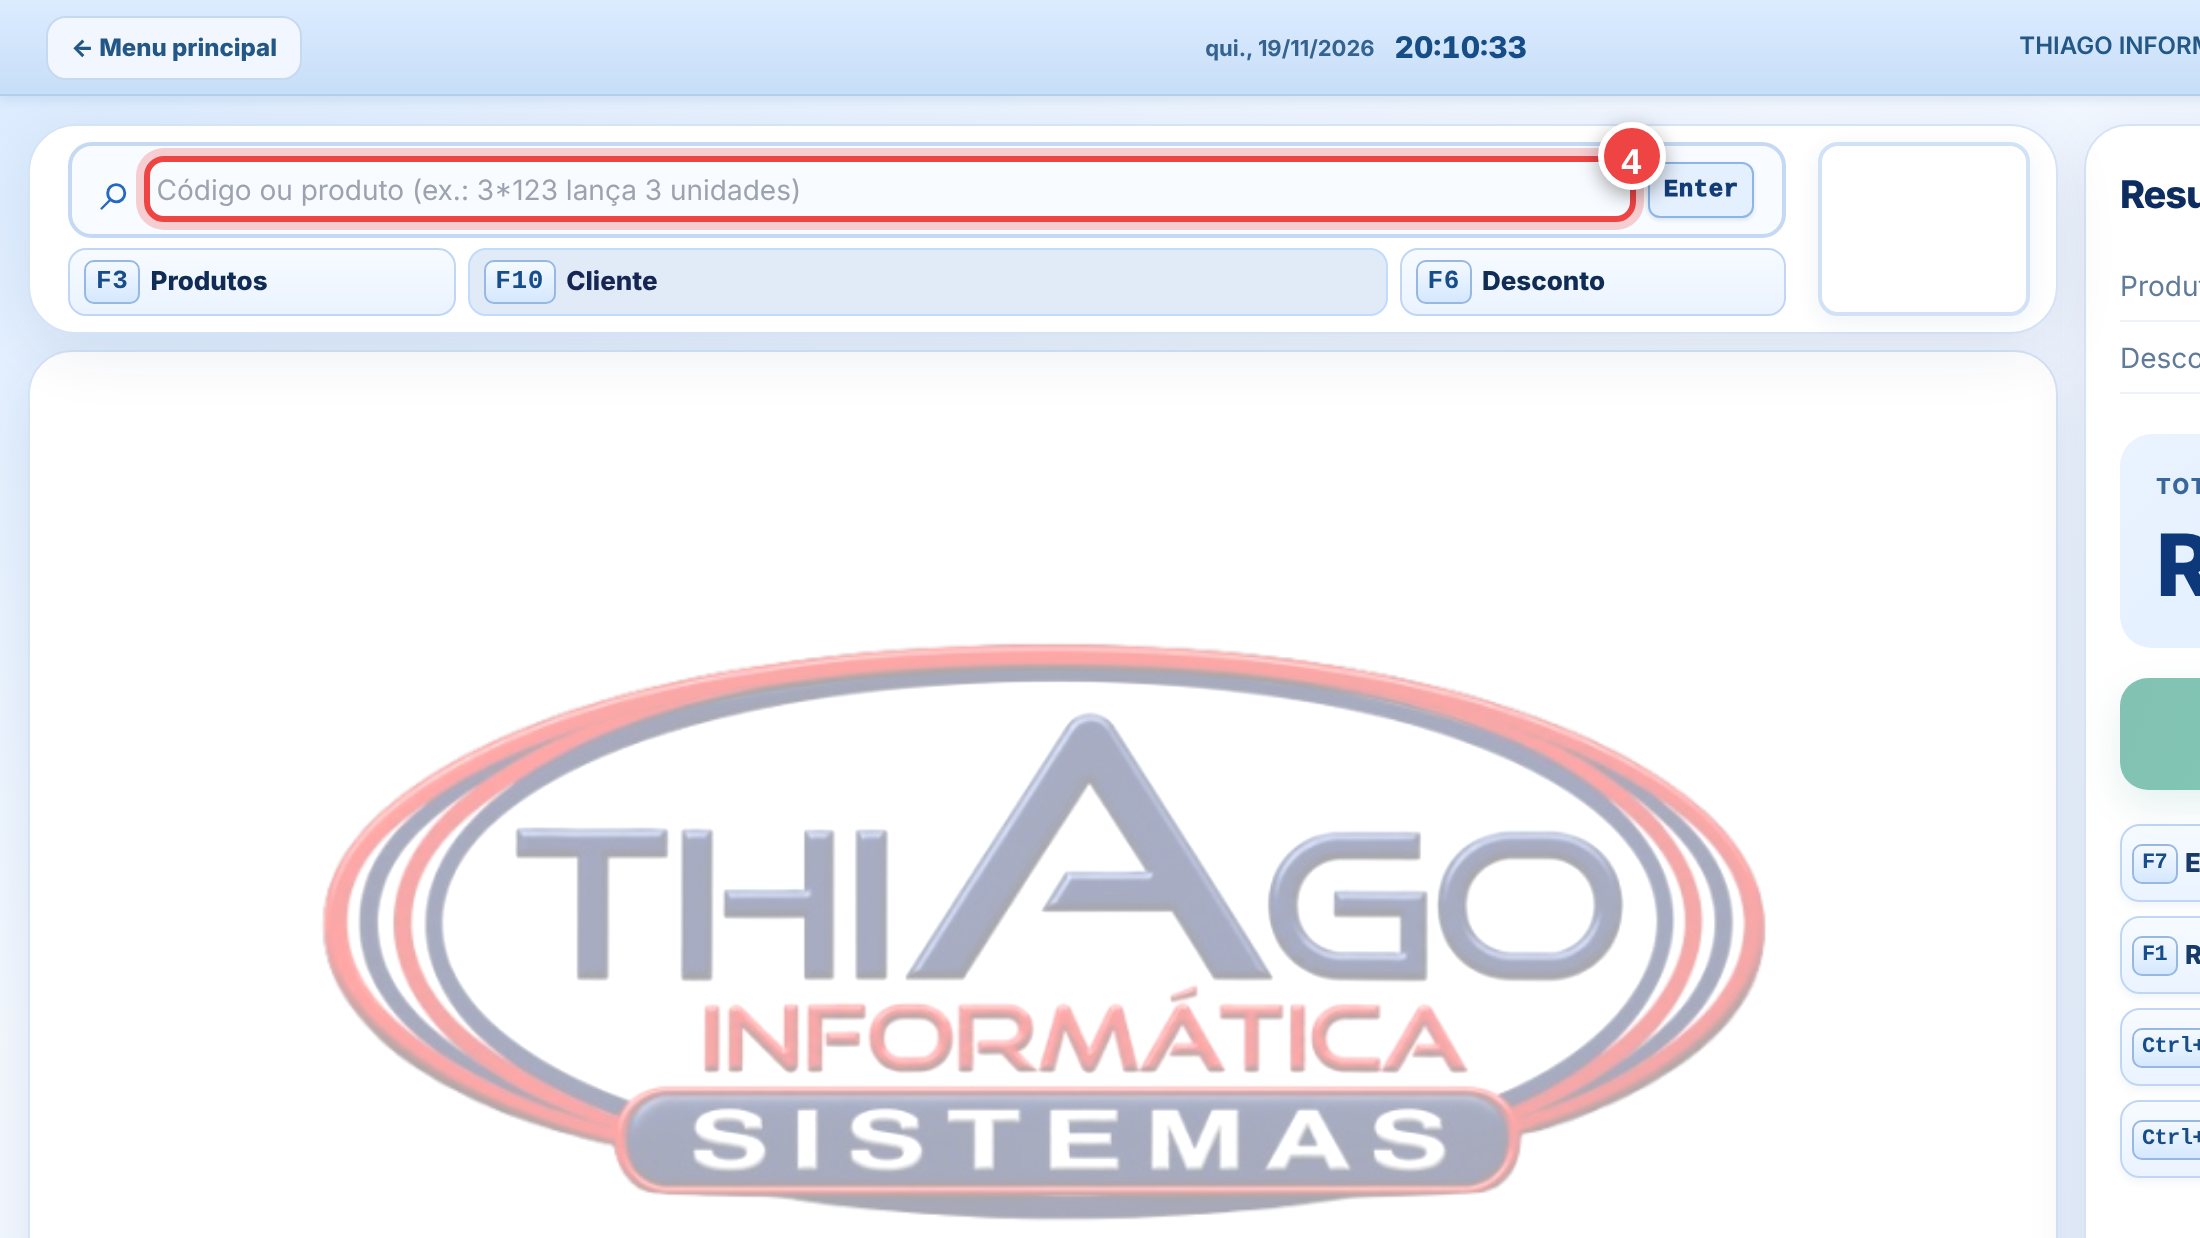 ← Menu principal
qui., 19/11/2026 20:10:33
THIAGO INFORM
4
Código ou produto (ex.: 3*123 lança 3 unidades)
Enter
F3 Produtos
F10 Cliente
F6 Desconto
Resu
Produt
Desco
TOT
R
F7 E
F1 R
Ctrl+
Ctrl+
THIAGO
INFORMÁTICA
SISTEMAS